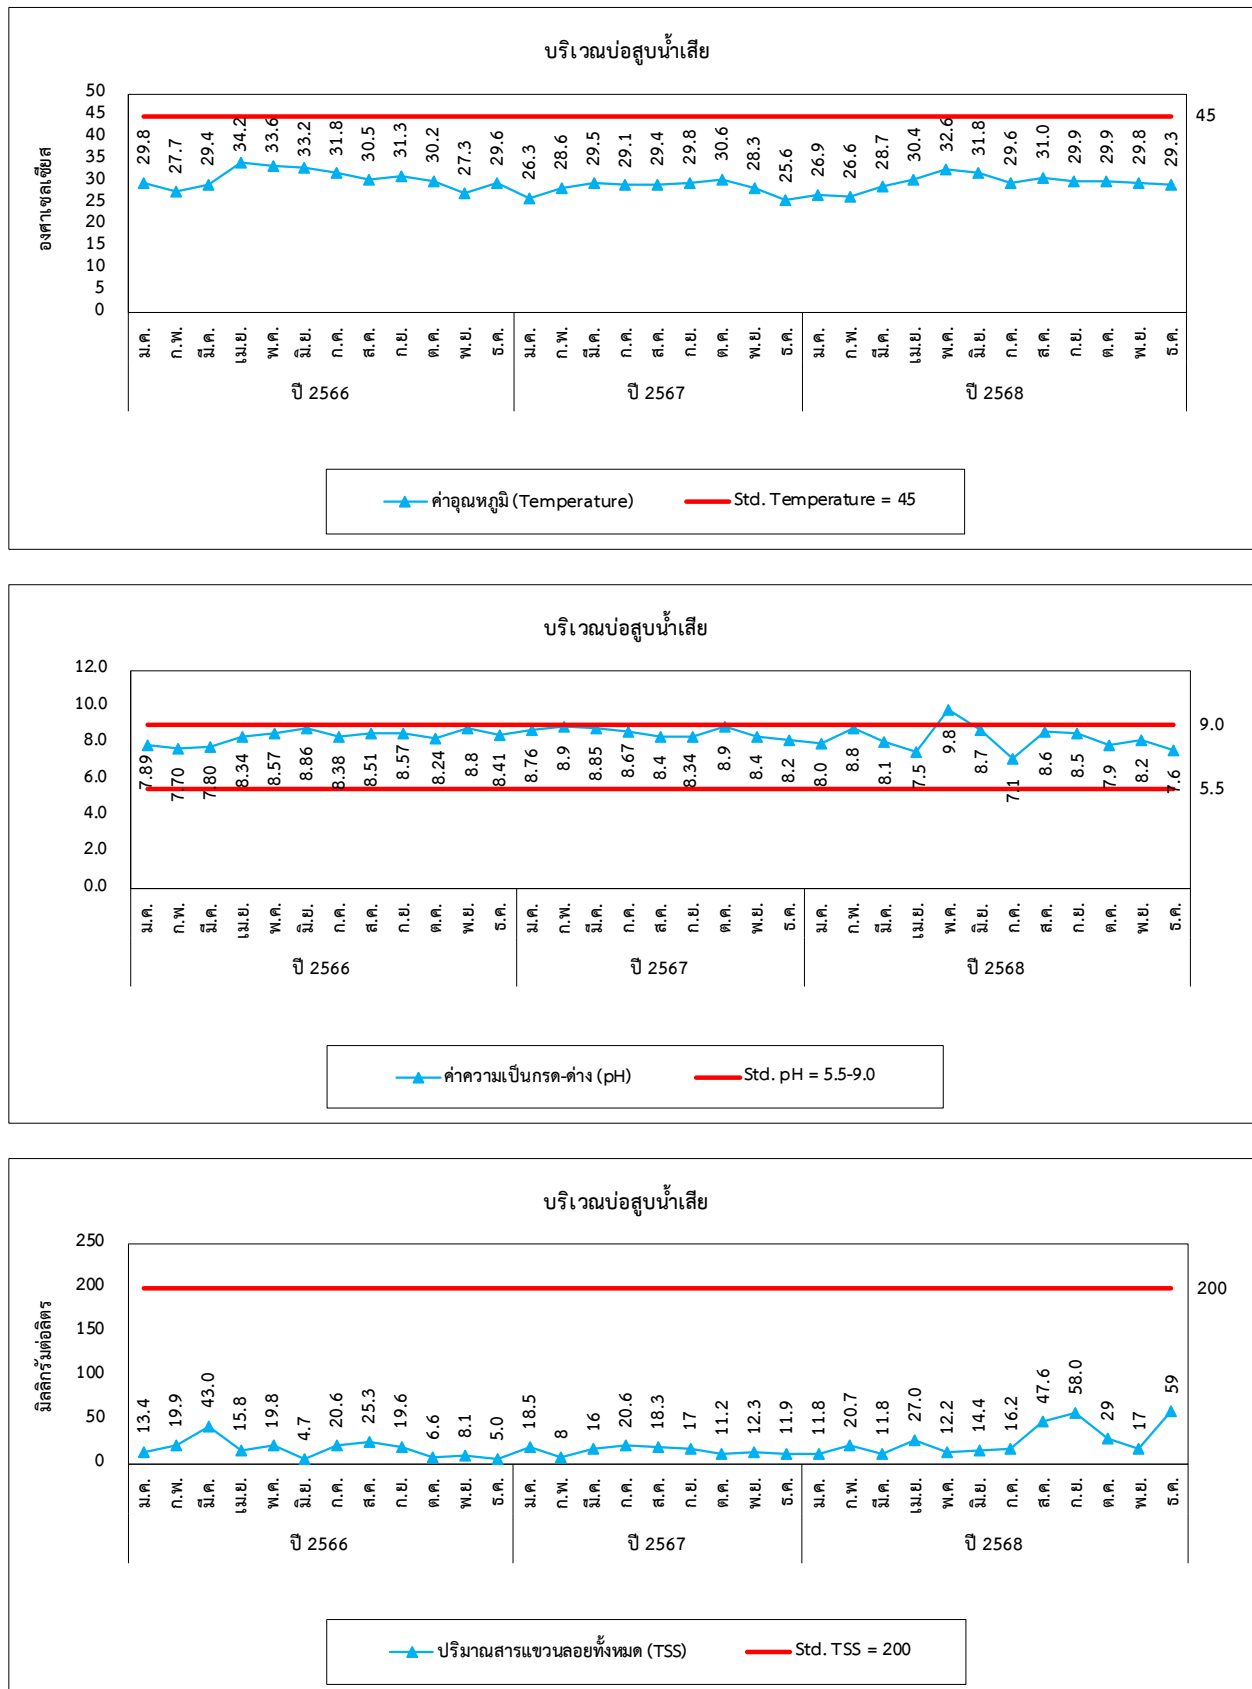 บริเวณบ่อสูบน้ำเสีย
องศาเซลเซียส
50
45
40
35
30
25
20
15
10
5
0
29.8 27.7 29.4 34.2 33.6 33.2 31.8 30.5 31.3 30.2 27.3 29.6 26.3 28.6 29.5 29.1 29.4 29.8 30.6 28.3 25.6 26.9 26.6 28.7 30.4 32.6 31.8 29.6 31.0 29.9 29.9 29.8 29.3
45
ม.ค. ก.พ. มี.ค. เม.ย. พ.ค. มิ.ย. ก.ค. ส.ค. ก.ย. ต.ค. พ.ย. ธ.ค. ม.ค. ก.พ. มี.ค. ก.ค. ส.ค. ก.ย. ต.ค. พ.ย. ธ.ค. ม.ค. ก.พ. มี.ค. เม.ย. พ.ค. มิ.ย. ก.ค. ส.ค. ก.ย. ต.ค. พ.ย. ธ.ค.
ปี 2566 ปี 2567 ปี 2568
ค่าอุณหภูมิ (Temperature) Std. Temperature = 45
บริเวณบ่อสูบน้ำเสีย
12.0
10.0
8.0
6.0
4.0
2.0
0.0
7.89 7.70 7.80 8.34 8.57 8.86 8.38 8.51 8.57 8.24 8.8 8.41 8.76 8.9 8.85 8.67 8.4 8.34 8.9 8.4 8.2 8.0 8.8 8.1 7.5 9.8 8.7 7.1 8.6 8.5 7.9 8.2 7.6
9.0
5.5
ม.ค. ก.พ. มี.ค. เม.ย. พ.ค. มิ.ย. ก.ค. ส.ค. ก.ย. ต.ค. พ.ย. ธ.ค. ม.ค. ก.พ. มี.ค. ก.ค. ส.ค. ก.ย. ต.ค. พ.ย. ธ.ค. ม.ค. ก.พ. มี.ค. เม.ย. พ.ค. มิ.ย. ก.ค. ส.ค. ก.ย. ต.ค. พ.ย. ธ.ค.
ปี 2566 ปี 2567 ปี 2568
ค่าความเป็นกรด-ด่าง (pH) Std. pH = 5.5-9.0
บริเวณบ่อสูบน้ำเสีย
มิลลิกรัมต่อลิตร
250
200
150
100
50
0
13.4 19.9 43.0 15.8 19.8 4.7 20.6 25.3 19.6 6.6 8.1 5.0 18.5 8 16 20.6 18.3 17 11.2 12.3 11.9 11.8 20.7 11.8 27.0 12.2 14.4 16.2 47.6 58.0 29 17 59
200
ม.ค. ก.พ. มี.ค. เม.ย. พ.ค. มิ.ย. ก.ค. ส.ค. ก.ย. ต.ค. พ.ย. ธ.ค. ม.ค. ก.พ. มี.ค. ก.ค. ส.ค. ก.ย. ต.ค. พ.ย. ธ.ค. ม.ค. ก.พ. มี.ค. เม.ย. พ.ค. มิ.ย. ก.ค. ส.ค. ก.ย. ต.ค. พ.ย. ธ.ค.
ปี 2566 ปี 2567 ปี 2568
ปริมาณสารแขวนลอยทั้งหมด (TSS) Std. TSS = 200